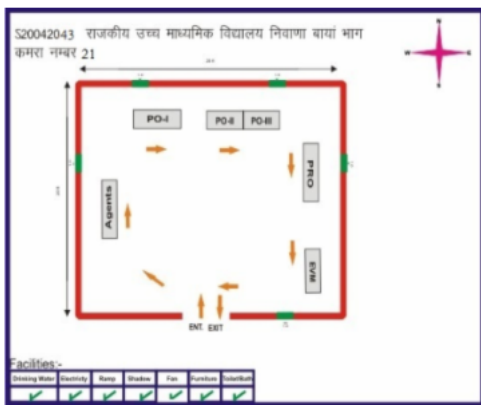 S20042043 राजकीय उच्च माध्यमिक विद्यालय निवाणा बायां भाग
कमरा नम्बर 21
N
W
E
S
PO-I
PO-II
PO-III
PRO
Agents
EVM
ENT. EXIT
Facilities:-
Drinking Water Electricity Ramp Shadow Fan Furniture Toilet/Bath